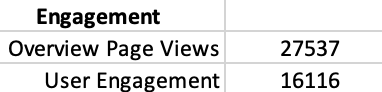 Engagement
Overview Page Views 27537
User Engagement 16116